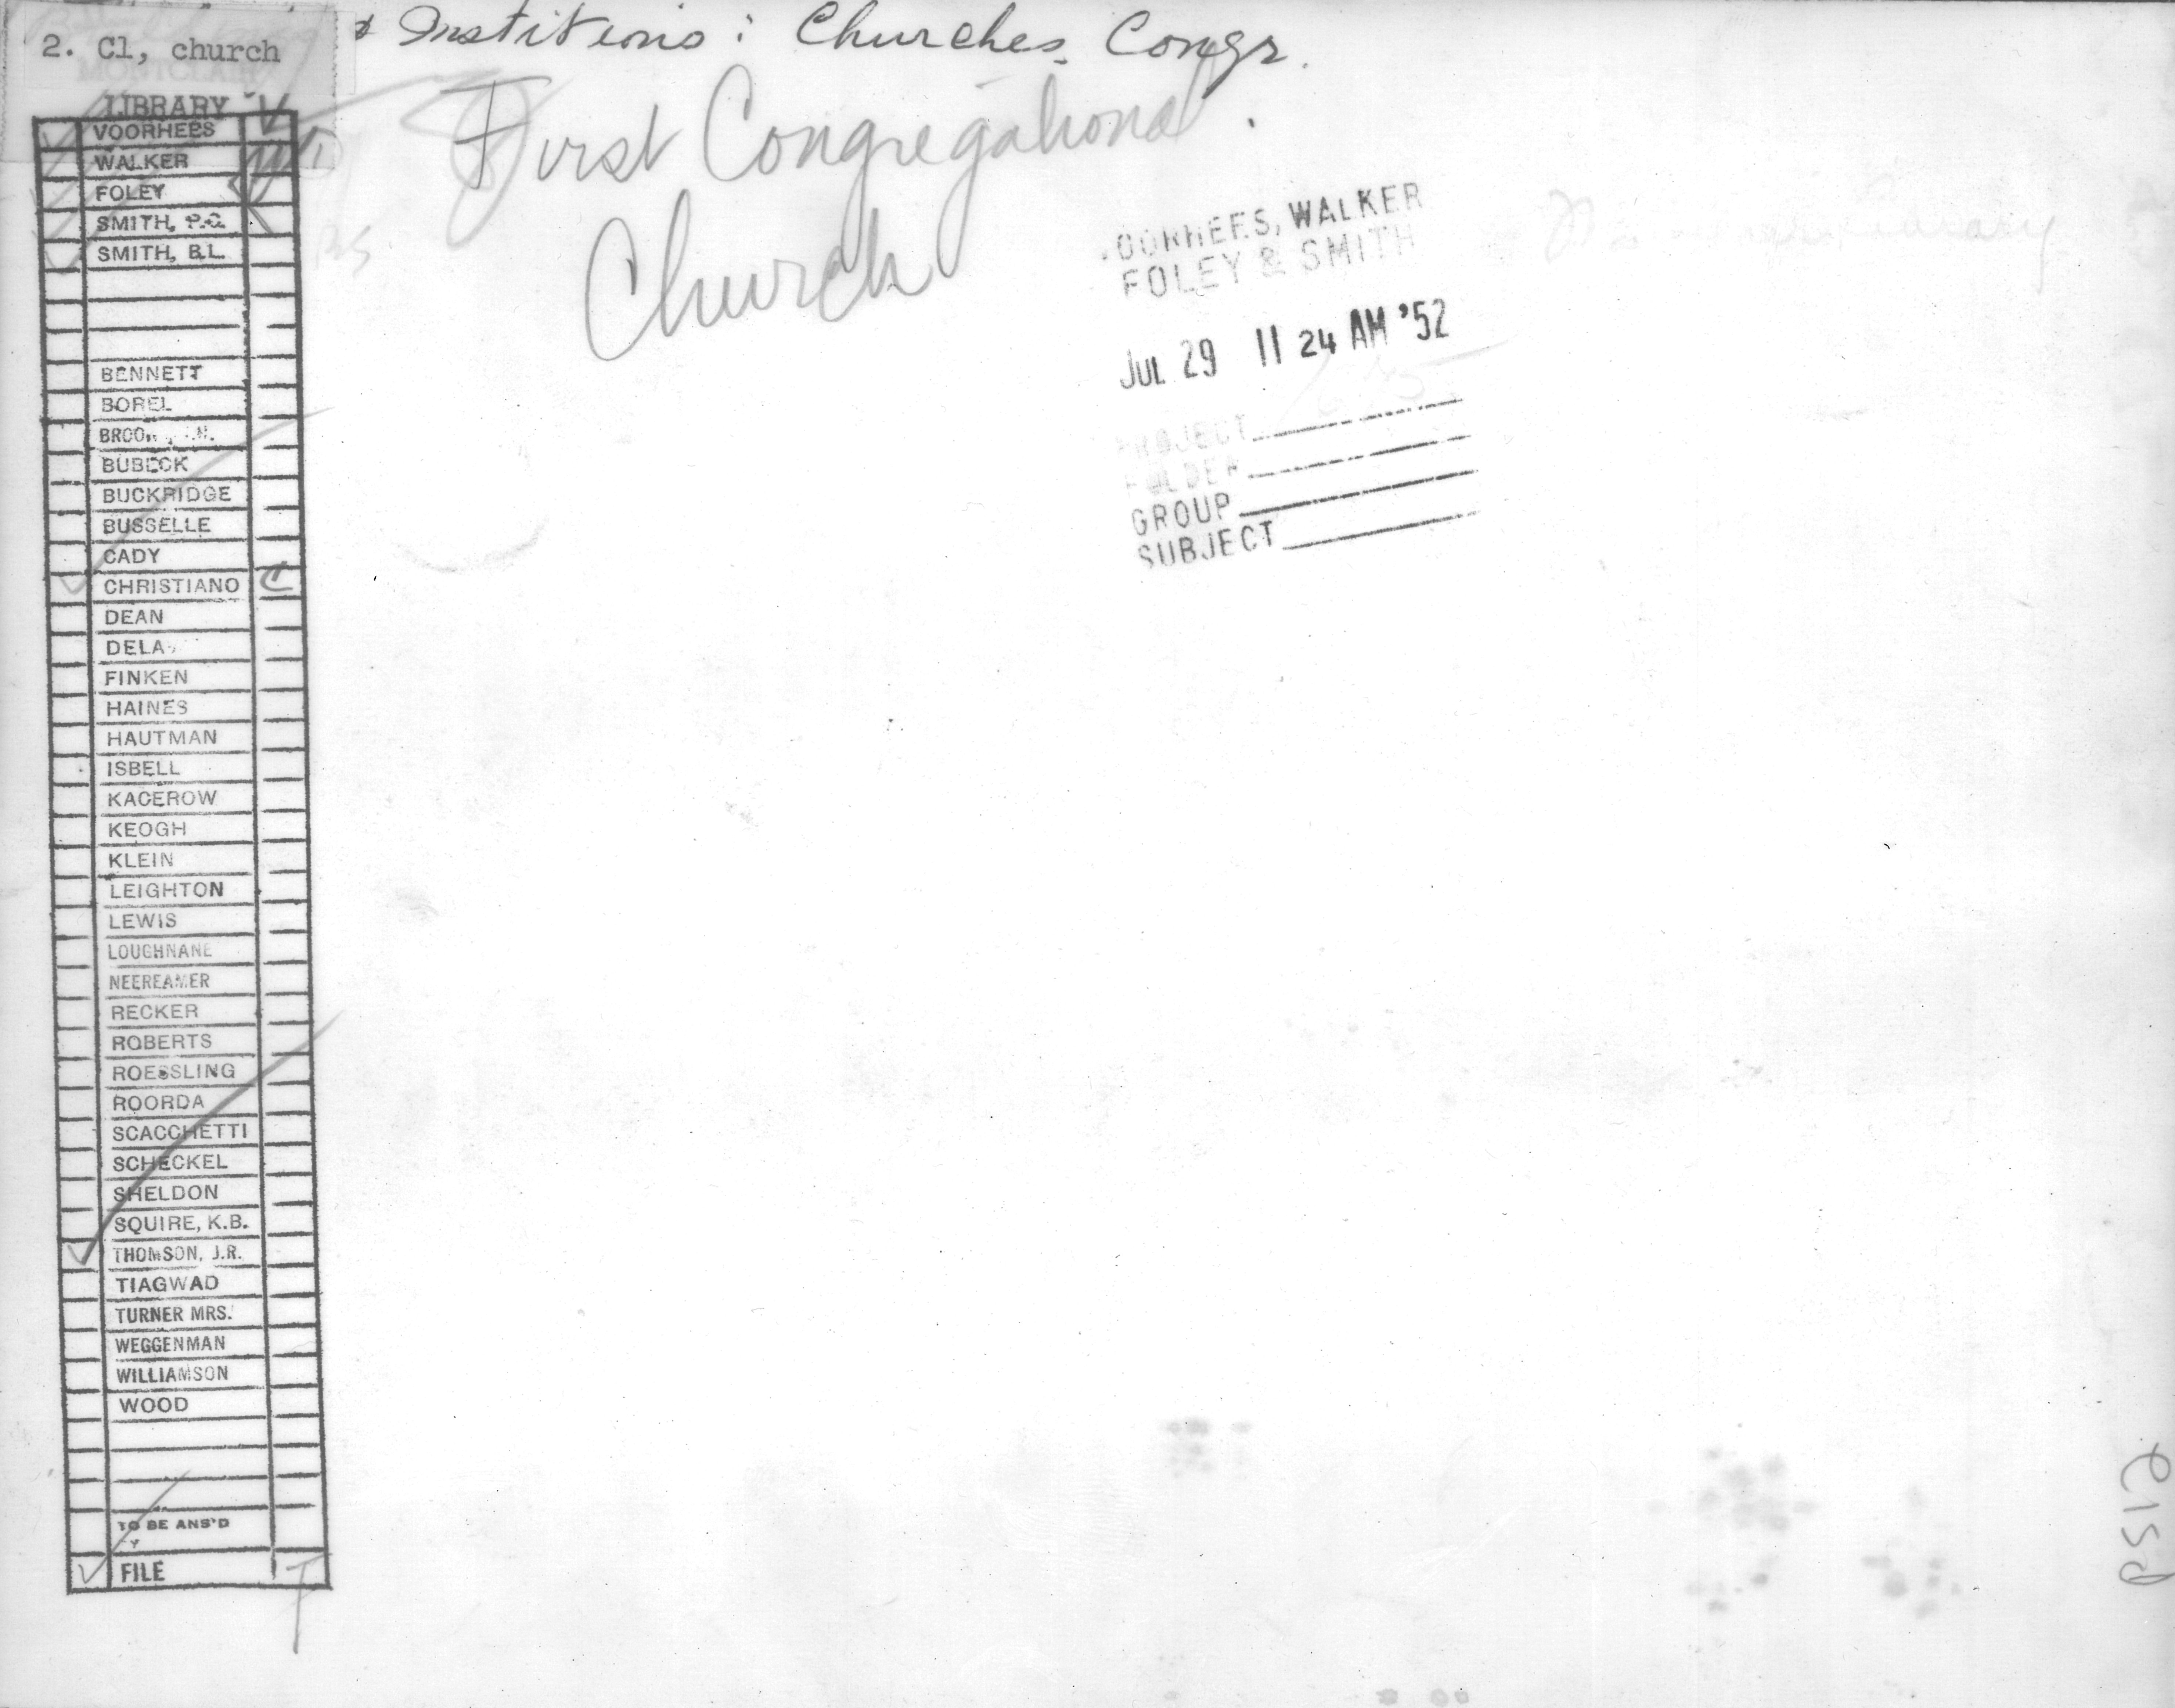 2. Cl, church
MONTCLAIR
LIBRARY
Institutions: Churches, Congr.
First Congregational
Church
VOORHEES, WALKER
FOLEY & SMITH
JUL 29 11 24 AM '52
PROJECT
FOLDER
GROUP
SUBJECT
VOORHEES
WALKER
FOLEY
SMITH, P.C.
SMITH, B.L.
BENNETT
BOREL
BUBECK
BUCKRIDGE
BUSSELLE
CADY
CHRISTIANO C
DEAN
DELA
FINKEN
HAINES
HAUTMAN
ISBELL
KACEROW
KEOGH
KLEIN
LEIGHTON
LEWIS
LOUGHNANE
NEEREAMER
RECKER
ROBERTS
ROESSLING
ROORDA
SCACCHETTI
SCHECKEL
SHELDON
SQUIRE, K.B.
THOMSON, J.R.
TIAGWAD
TURNER MRS.
WEGGENMAN
WILLIAMSON
WOOD
TO BE ANS'D
FILE